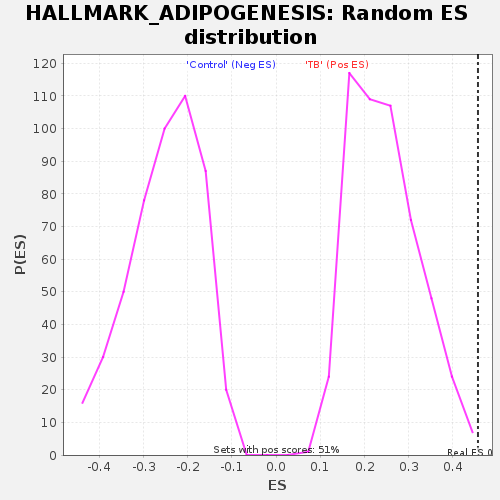 HALLMARK_ADIPOGENESIS: Random ES
distribution
'Control' (Neg ES)
'TB' (Pos ES)
120
110
100
90
80
70
60
50
40
30
20
10
0
P(ES)
Sets with pos scores: 51%
Real ES 0
-0.4 -0.3 -0.2 -0.1 0.0 0.1 0.2 0.3 0.4
ES